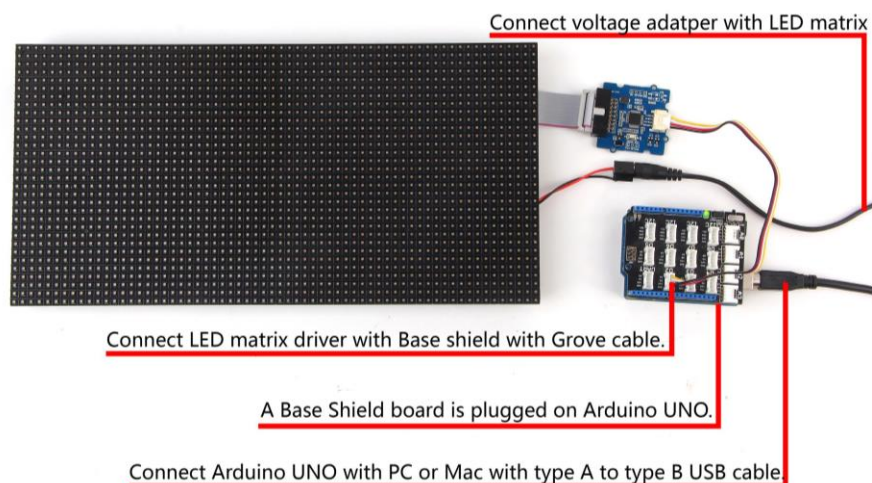 Connect voltage adatpter with LED matrix
Connect LED matrix driver with Base shield with Grove cable.
A Base Shield board is plugged on Arduino UNO.
Connect Arduino UNO with PC or Mac with type A to type B USB cable.